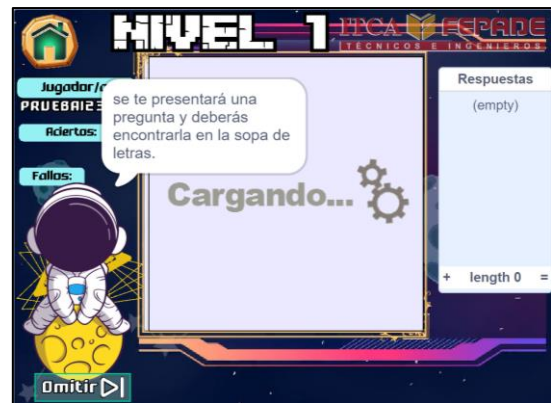 NIVEL 1
ITCA FEPADE
TÉCNICOS E INGENIEROS
Jugador/a
PRUEBA123
Aciertos:
Fallos:
se te presentará una
pregunta y deberás
encontrarla en la sopa de
letras.
Cargando...
Respuestas
(empty)
+ length 0 =
Omitir